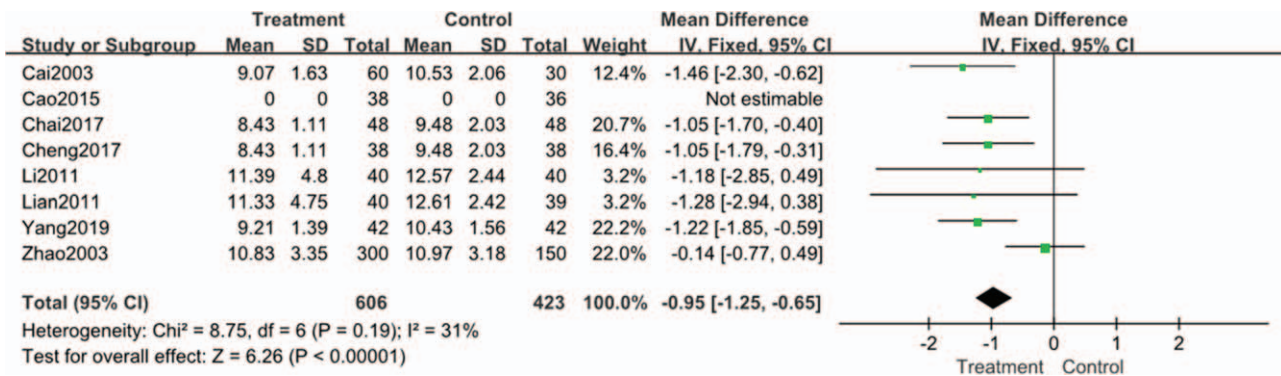 Treatment Control Mean Difference Mean Difference
Study or Subgroup Mean SD Total Mean SD Total Weight IV, Fixed, 95% CI IV, Fixed, 95% CI
Cai2003 9.07 1.63 60 10.53 2.06 30 12.4% -1.46 [-2.30, -0.62]
Cao2015 0 0 38 0 0 36 Not estimable
Chai2017 8.43 1.11 48 9.48 2.03 48 20.7% -1.05 [-1.70, -0.40]
Cheng2017 8.43 1.11 38 9.48 2.03 38 16.4% -1.05 [-1.79, -0.31]
Li2011 11.39 4.8 40 12.57 2.44 40 3.2% -1.18 [-2.85, 0.49]
Lian2011 11.33 4.75 40 12.61 2.42 39 3.2% -1.28 [-2.94, 0.38]
Yang2019 9.21 1.39 42 10.43 1.56 42 22.2% -1.22 [-1.85, -0.59]
Zhao2003 10.83 3.35 300 10.97 3.18 150 22.0% -0.14 [-0.77, 0.49]
Total (95% CI) 606 423 100.0% -0.95 [-1.25, -0.65]
Heterogeneity: Chi² = 8.75, df = 6 (P = 0.19); I² = 31%
Test for overall effect: Z = 6.26 (P < 0.00001)
-2 -1 0 1 2
Treatment Control